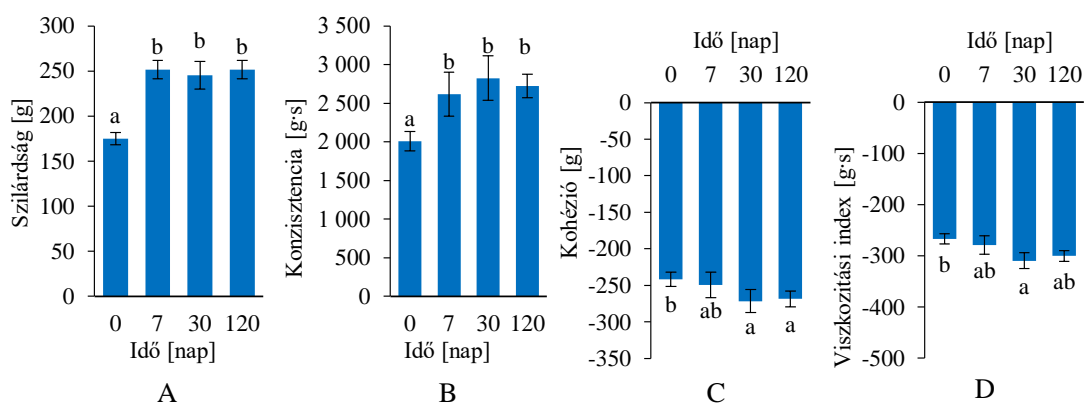 Szilárdság [g]
300
250
200
150
100
50
0
a
b
b
b
0 7 30 120
Idő [nap]
A
Konzisztencia [g·s]
3 500
3 000
2 500
2 000
1 500
1 000
500
0
a
b
b
b
0 7 30 120
Idő [nap]
B
Idő [nap]
0 7 30 120
Kohézió [g]
0
-50
-100
-150
-200
-250
-300
-350
b
ab
a
a
C
Idő [nap]
0 7 30 120
Viszkozitási index [g·s]
0
-100
-200
-300
-400
-500
b
ab
a
ab
D